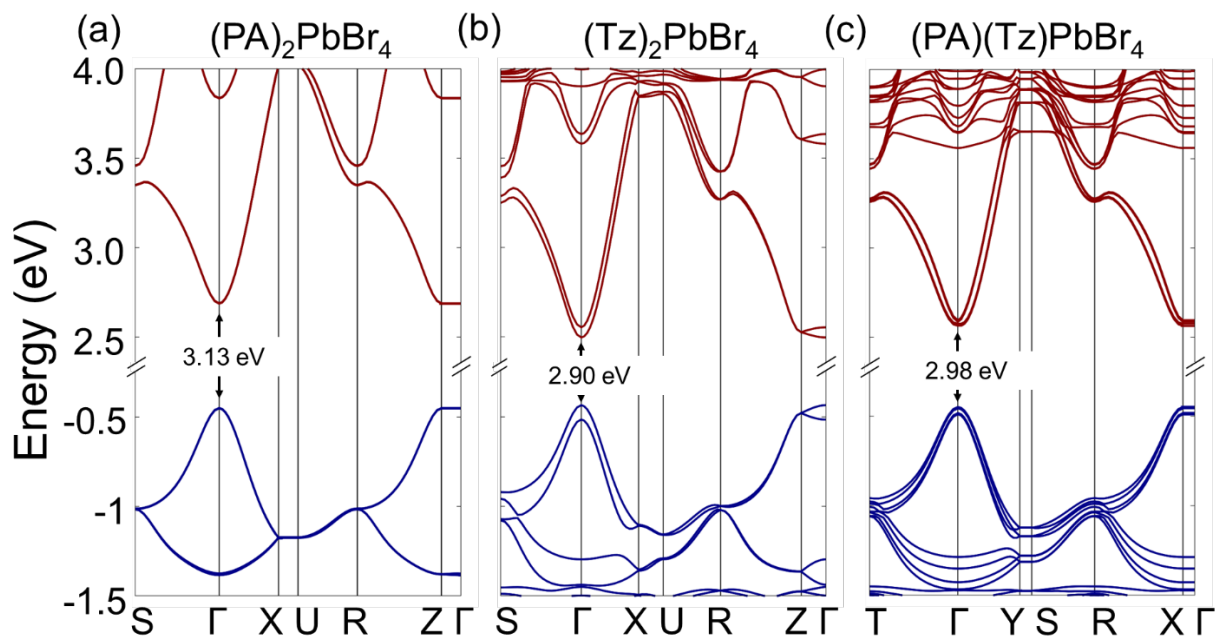 (a) (PA)₂PbBr₄ (b) (Tz)₂PbBr₄ (c) (PA)(Tz)PbBr₄
Energy (eV)
4.0
3.5
3.0
2.5
-0.5
-1
-1.5
3.13 eV
2.90 eV
2.98 eV
S Γ X U R Z Γ
S Γ X U R Z Γ
T Γ Y S R X Γ